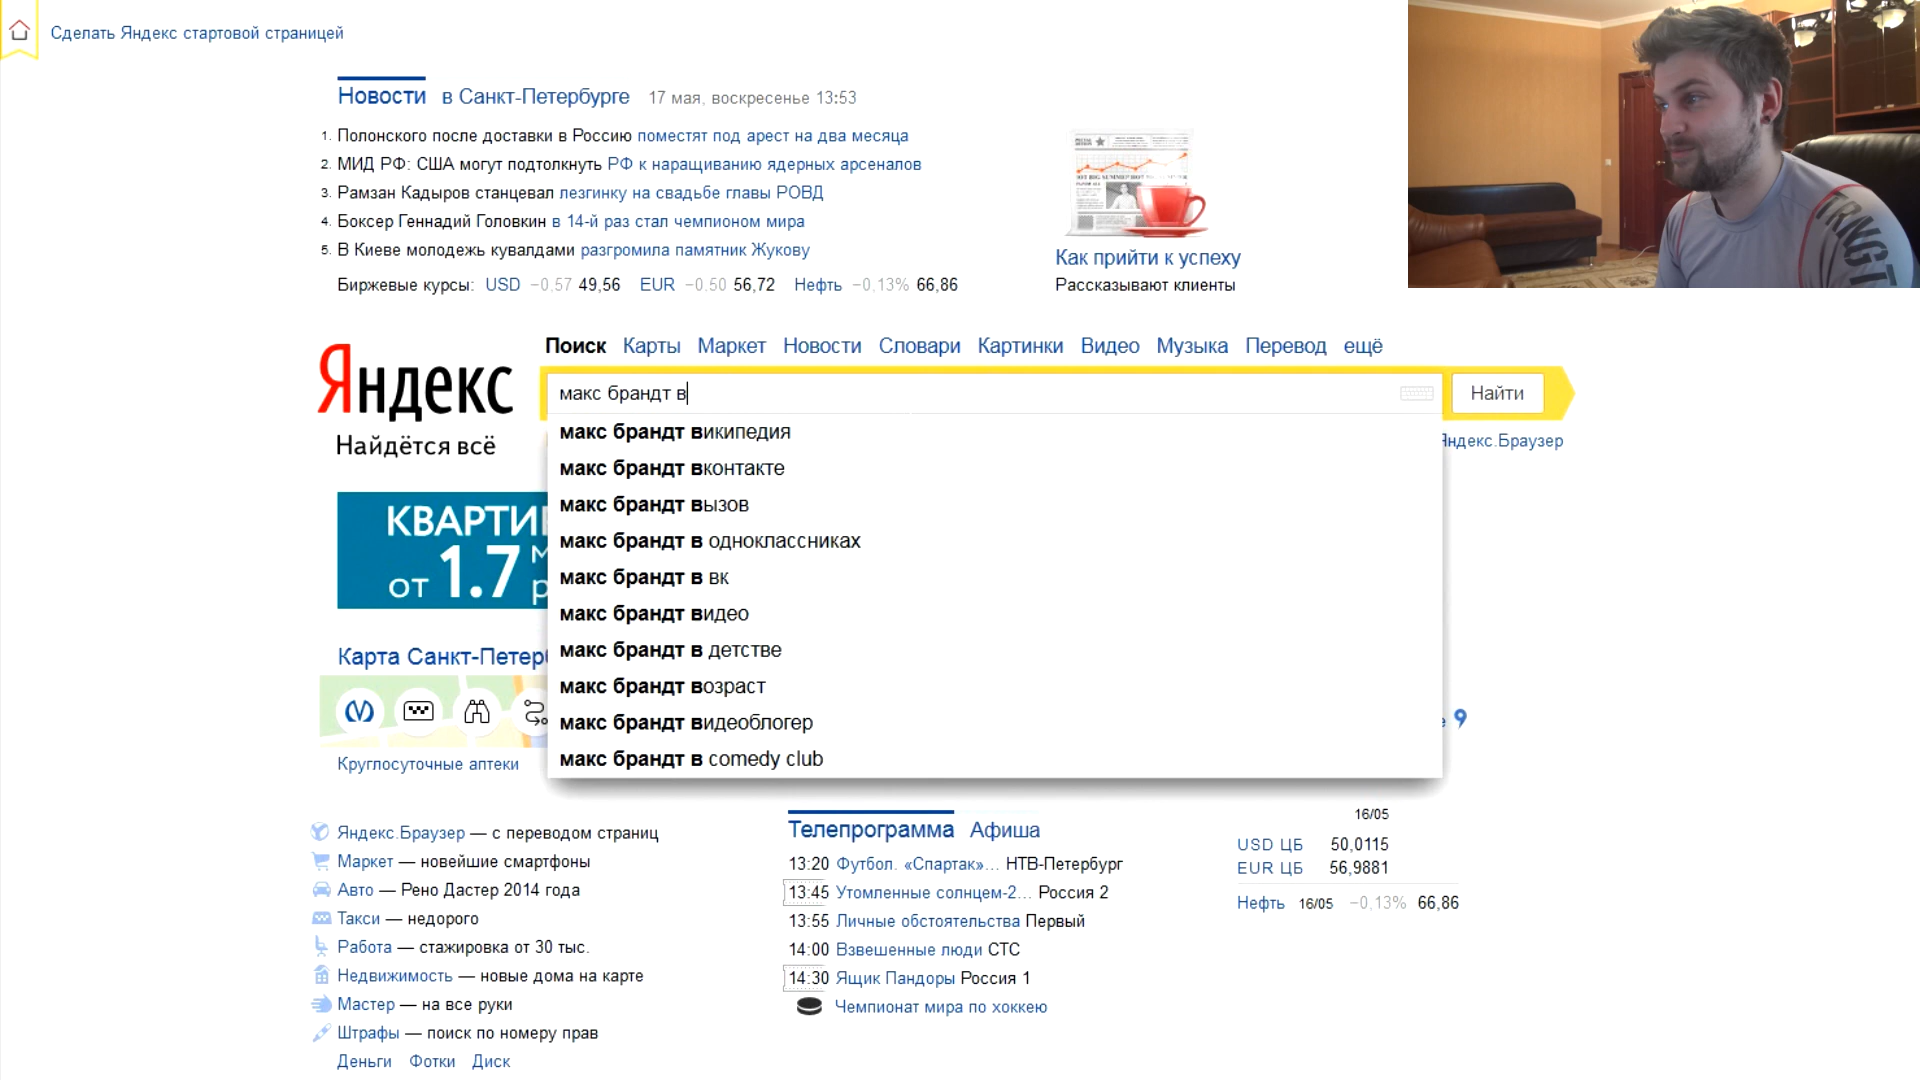 Сделать Яндекс стартовой страницей
Новости в Санкт-Петербурге 17 мая, воскресенье 13:53
1. Полонского после доставки в Россию поместят под арест на два месяца
2. МИД РФ: США могут подтолкнуть РФ к наращиванию ядерных арсеналов
3. Рамзан Кадыров станцевал лезгинку на свадьбе главы РОВД
4. Боксер Геннадий Головкин в 14-й раз стал чемпионом мира
5. В Киеве молодежь кувалдами разгромила памятник Жукову
Биржевые курсы: USD −0.57 49,56 EUR −0.50 56,72 Нефть −0,13% 66,86
Как прийти к успеху
Рассказывают клиенты
TRNGT
Поиск Карты Маркет Новости Словари Картинки Видео Музыка Перевод ещё
Яндекс
Найдётся всё
макс брандт в
Найти
макс брандт википедия
макс брандт вконтакте
макс брандт вызов
макс брандт в одноклассниках
макс брандт в вк
макс брандт видео
макс брандт в детстве
макс брандт возраст
макс брандт видеоблогер
макс брандт в comedy club
Яндекс.Браузер
КВАРТИ
от 1.7
Карта Санкт-Петер
Круглосуточные аптеки
Яндекс.Браузер — с переводом страниц
Маркет — новейшие смартфоны
Авто — Рено Дастер 2014 года
Такси — недорого
Работа — стажировка от 30 тыс.
Недвижимость — новые дома на карте
Мастер — на все руки
Штрафы — поиск по номеру прав
Деньги Фотки Диск
Телепрограмма Афиша
13:20 Футбол. «Спартак»... НТВ-Петербург
13:45 Утомленные солнцем-2... Россия 2
13:55 Личные обстоятельства Первый
14:00 Взвешенные люди СТС
14:30 Ящик Пандоры Россия 1
Чемпионат мира по хоккею
16/05
USD ЦБ 50,0115
EUR ЦБ 56,9881
Нефть 16/05 −0,13% 66,86